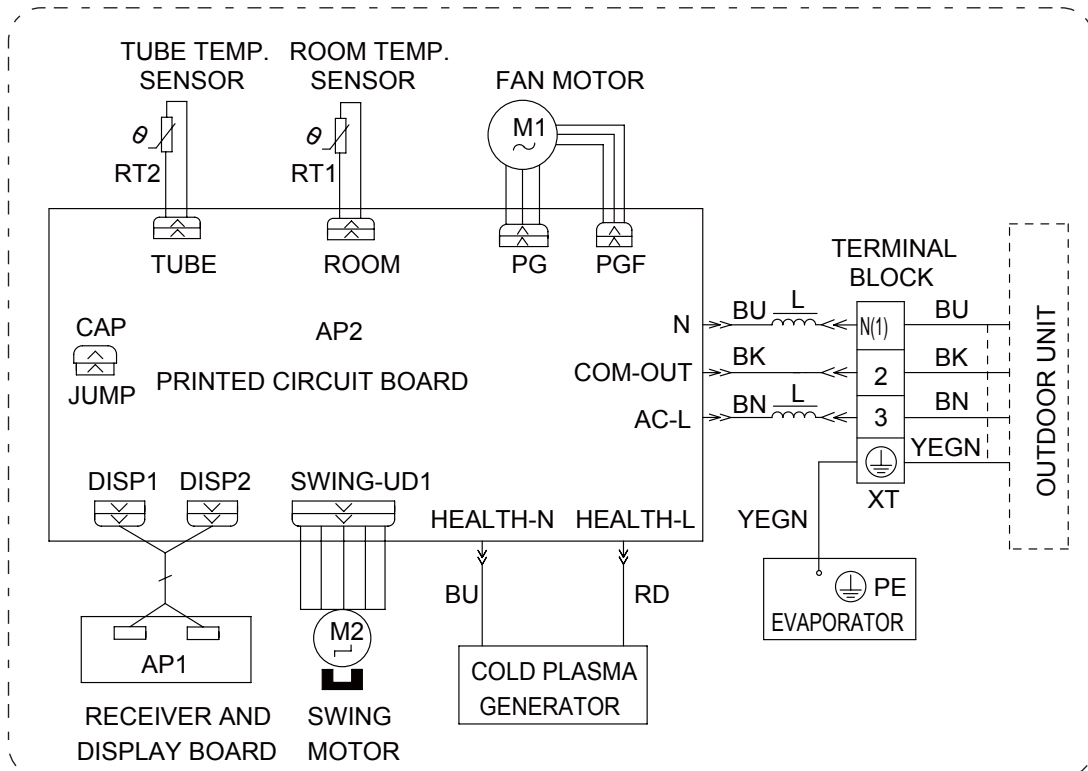 TUBE TEMP.
SENSOR
ROOM TEMP.
SENSOR
FAN MOTOR
θ
RT2
θ
RT1
M1
TUBE
ROOM
PG
PGF
TERMINAL
BLOCK
CAP
JUMP
AP2
PRINTED CIRCUIT BOARD
N
BU
L
N(1)
BU
COM-OUT
BK
2
BK
AC-L
BN
L
3
BN
YEGN
XT
OUTDOOR UNIT
DISP1
DISP2
SWING-UD1
HEALTH-N
HEALTH-L
YEGN
BU
RD
PE
EVAPORATOR
M2
AP1
COLD PLASMA
GENERATOR
RECEIVER AND
DISPLAY BOARD
SWING
MOTOR